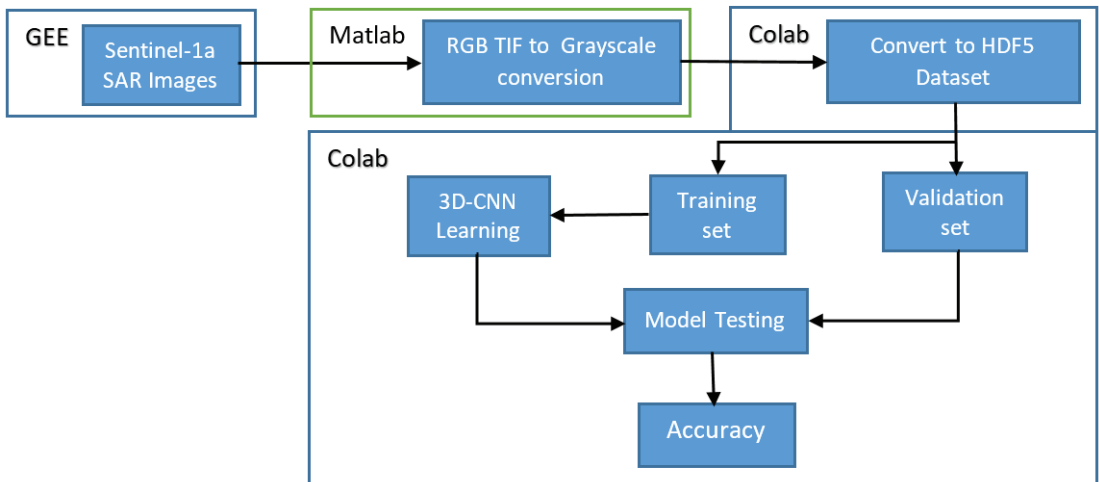 GEE
Sentinel-1a
SAR Images
Matlab
RGB TIF to Grayscale
conversion
Colab
Convert to HDF5
Dataset
Colab
3D-CNN
Learning
Training
set
Validation
set
Model Testing
Accuracy